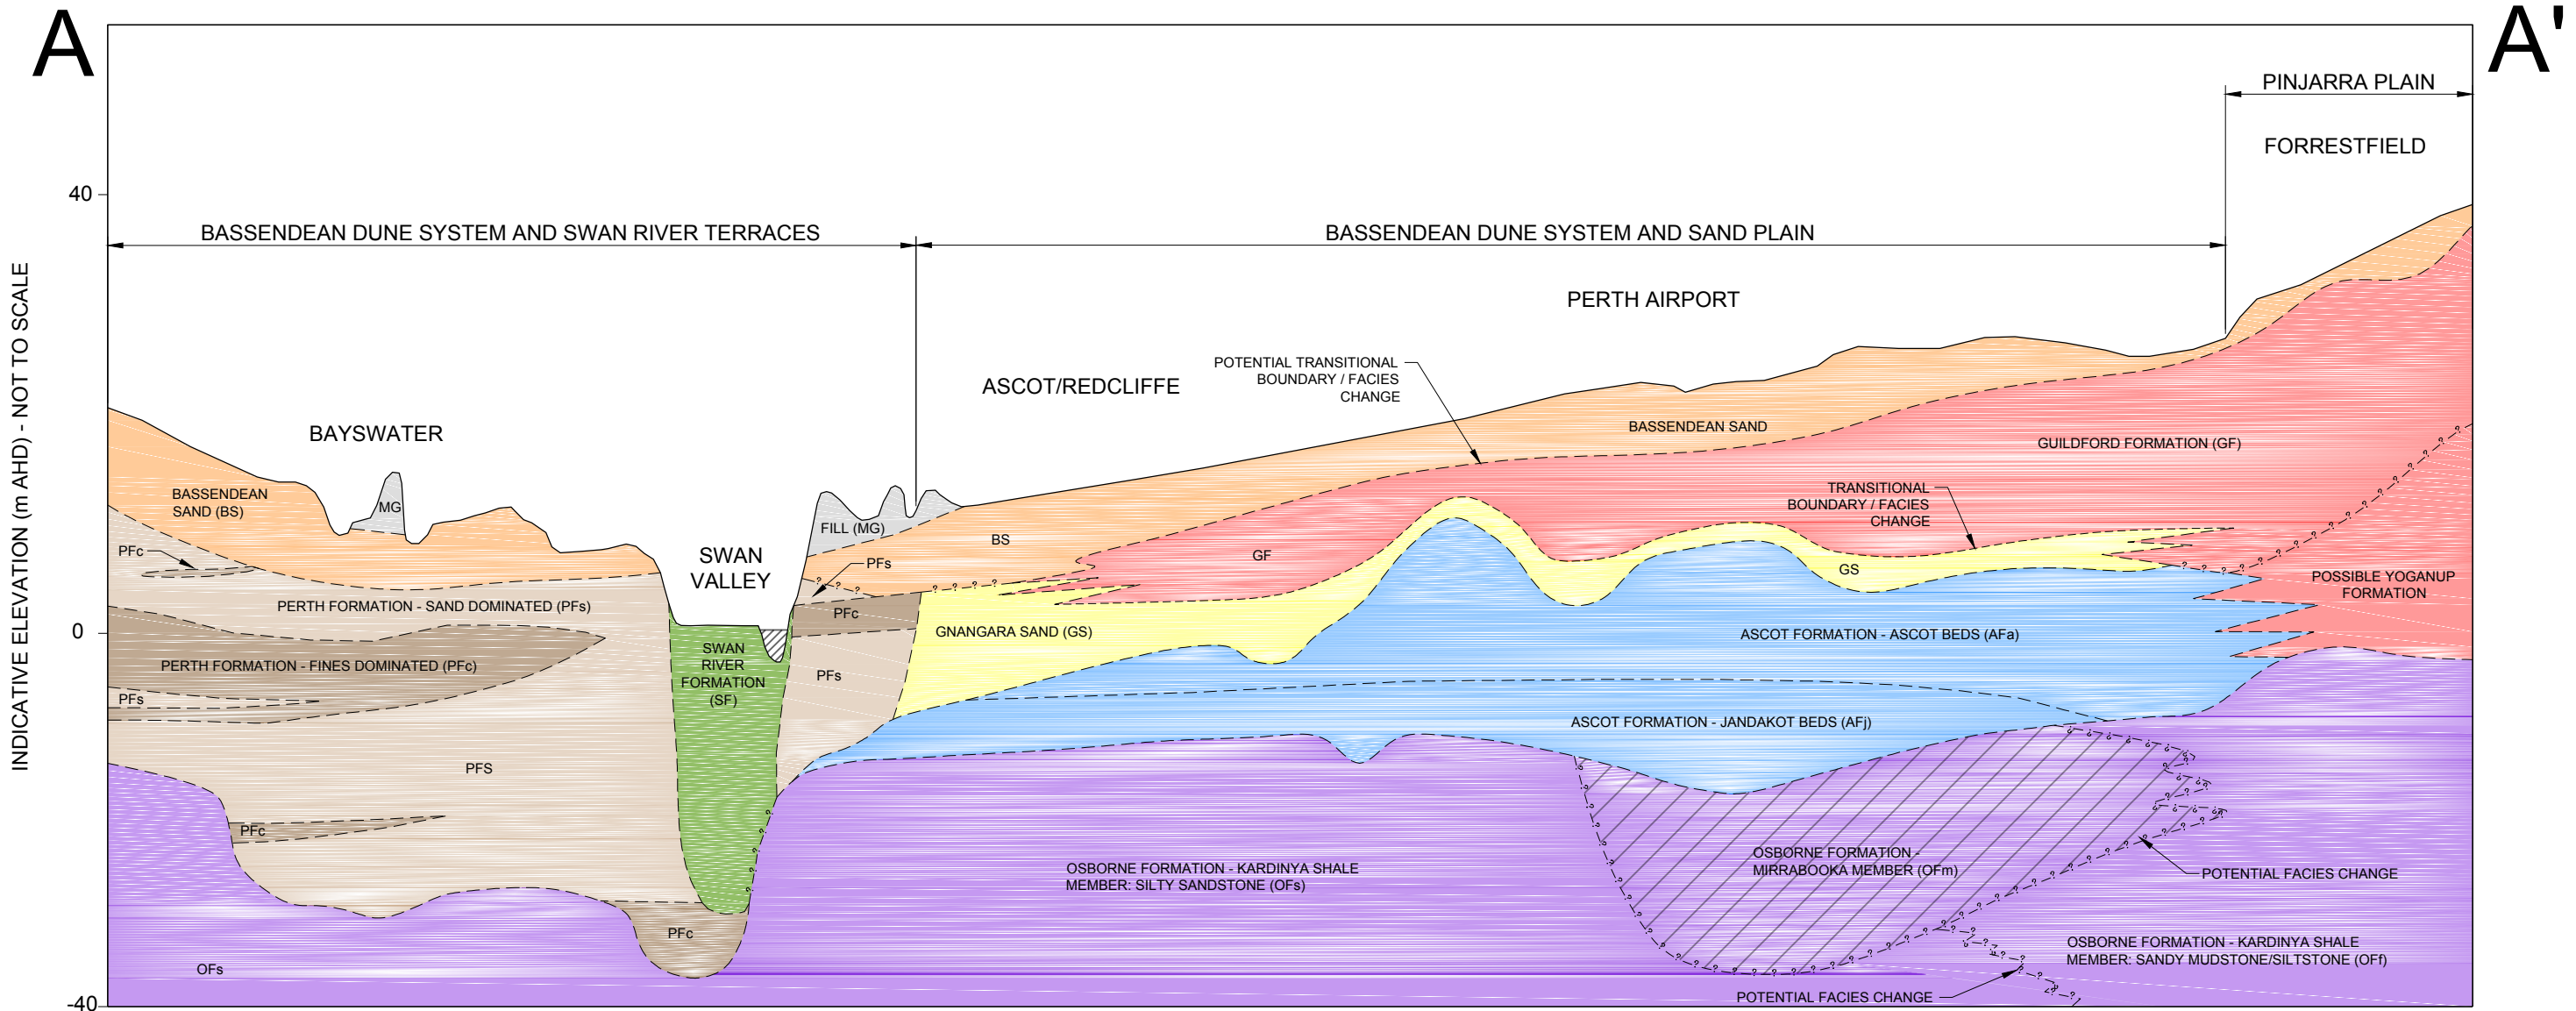 A
A'
PINJARRA PLAIN
FORRESTFIELD
40
BASSENDEAN DUNE SYSTEM AND SWAN RIVER TERRACES
BASSENDEAN DUNE SYSTEM AND SAND PLAIN
INDICATIVE ELEVATION (m AHD) - NOT TO SCALE
PERTH AIRPORT
POTENTIAL TRANSITIONAL
BOUNDARY / FACIES
CHANGE
ASCOT/REDCLIFFE
BAYSWATER
BASSENDEAN SAND
GUILDFORD FORMATION (GF)
BASSENDEAN
SAND (BS)
MG
TRANSITIONAL
BOUNDARY / FACIES
CHANGE
FILL (MG)
BS
PFc
SWAN
VALLEY
PFs
GF
GS
POSSIBLE YOGANUP
FORMATION
PERTH FORMATION - SAND DOMINATED (PFs)
PFc
0
GNANGARA SAND (GS)
ASCOT FORMATION - ASCOT BEDS (AFa)
SWAN
RIVER
FORMATION
(SF)
PERTH FORMATION - FINES DOMINATED (PFc)
PFs
PFs
ASCOT FORMATION - JANDAKOT BEDS (AFj)
PFS
PFc
OSBORNE FORMATION - KARDINYA SHALE
MEMBER: SILTY SANDSTONE (OFs)
OSBORNE FORMATION -
MIRRABOOKA MEMBER (OFm)
POTENTIAL FACIES CHANGE
PFc
OFs
OSBORNE FORMATION - KARDINYA SHALE
MEMBER: SANDY MUDSTONE/SILTSTONE (OFf)
POTENTIAL FACIES CHANGE
-40